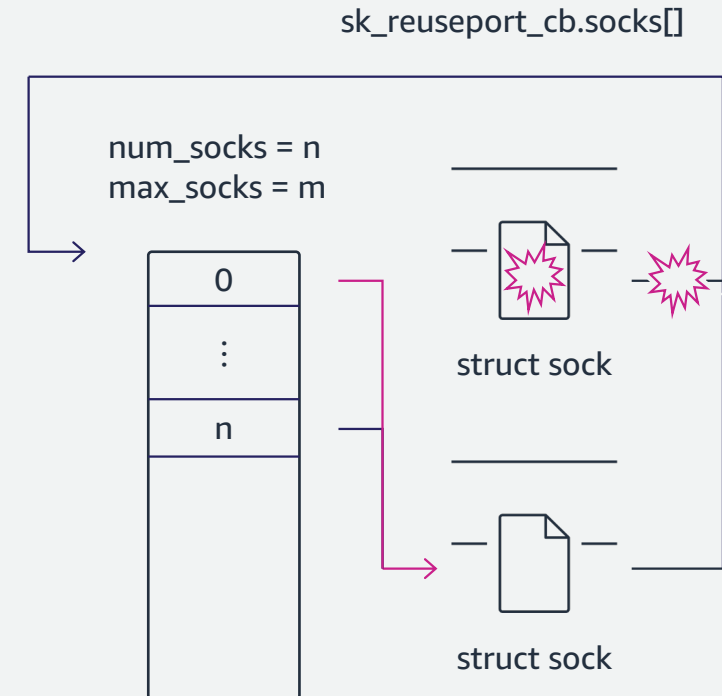 sk_reuseport_cb.socks[]
num_socks = n
max_socks = m
0
⋮
n
struct sock
struct sock